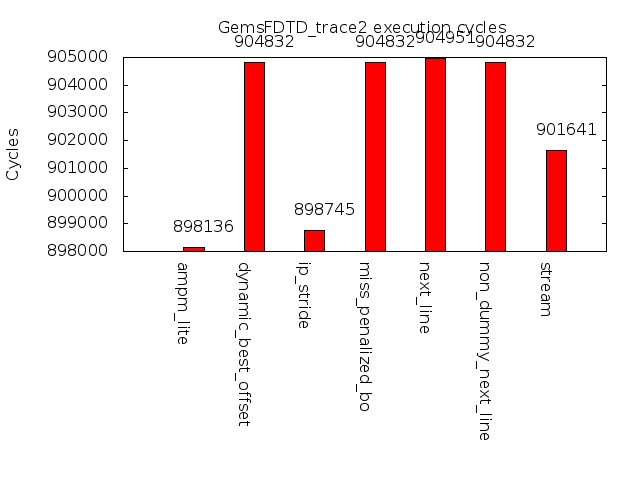 GemsFDTD_trace2 execution cycles
904832
904832
904951
904832
905000
904000
903000
902000
901000
900000
899000
898000
Cycles
901641
898745
898136
ampm_lite
dynamic_best_offset
ip_stride
miss_penalized_bo
next_line
non_dummy_next_line
stream